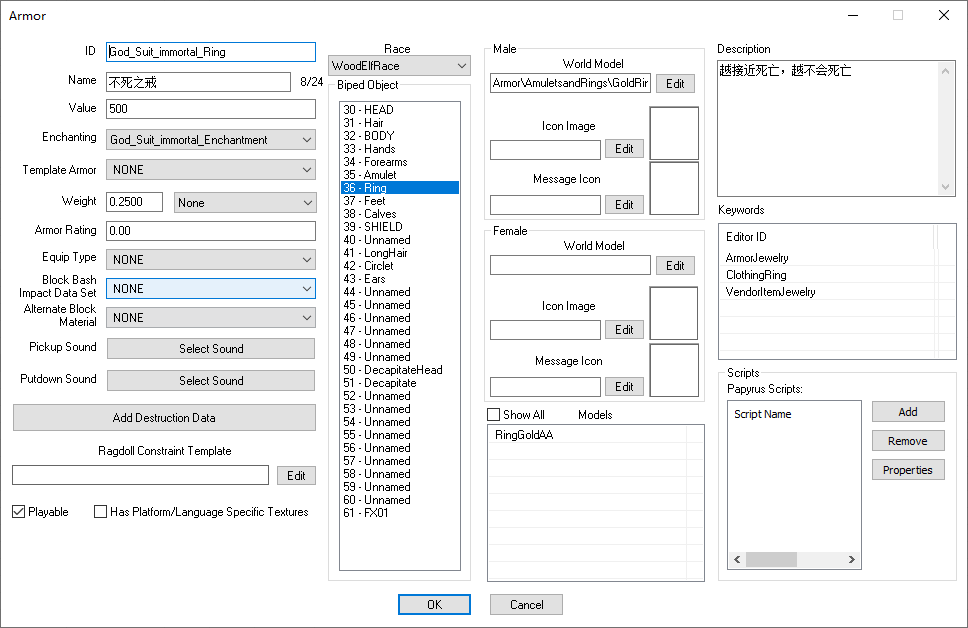 Armor
ID
God_Suit_immortal_Ring
Name
不死之戒
8/24
Value
500
Enchanting
God_Suit_immortal_Enchantment
Template Armor
NONE
Weight
0.2500
None
Armor Rating
0.00
Equip Type
NONE
Block Bash
Impact Data Set
NONE
Alternate Block
Material
NONE
Pickup Sound
Select Sound
Putdown Sound
Select Sound
Add Destruction Data
Ragdoll Constraint Template
Edit
Playable
Has Platform/Language Specific Textures
Race
WoodElfRace
Biped Object
30 - HEAD
31 - Hair
32 - BODY
33 - Hands
34 - Forearms
35 - Amulet
36 - Ring
37 - Feet
38 - Calves
39 - SHIELD
40 - Unnamed
41 - LongHair
42 - Circlet
43 - Ears
44 - Unnamed
45 - Unnamed
46 - Unnamed
47 - Unnamed
48 - Unnamed
49 - Unnamed
50 - DecapitateHead
51 - Decapitate
52 - Unnamed
53 - Unnamed
54 - Unnamed
55 - Unnamed
56 - Unnamed
57 - Unnamed
58 - Unnamed
59 - Unnamed
60 - Unnamed
61 - FX01
Male
World Model
Armor\AmuletsandRings\GoldRir
Edit
Icon Image
Edit
Message Icon
Edit
Female
World Model
Edit
Icon Image
Edit
Message Icon
Edit
Show All
Models
RingGoldAA
Description
越接近死亡，越不会死亡
Keywords
Editor ID
ArmorJewelry
ClothingRing
VendorItemJewelry
Scripts
Papyrus Scripts:
Script Name
Add
Remove
Properties
OK
Cancel